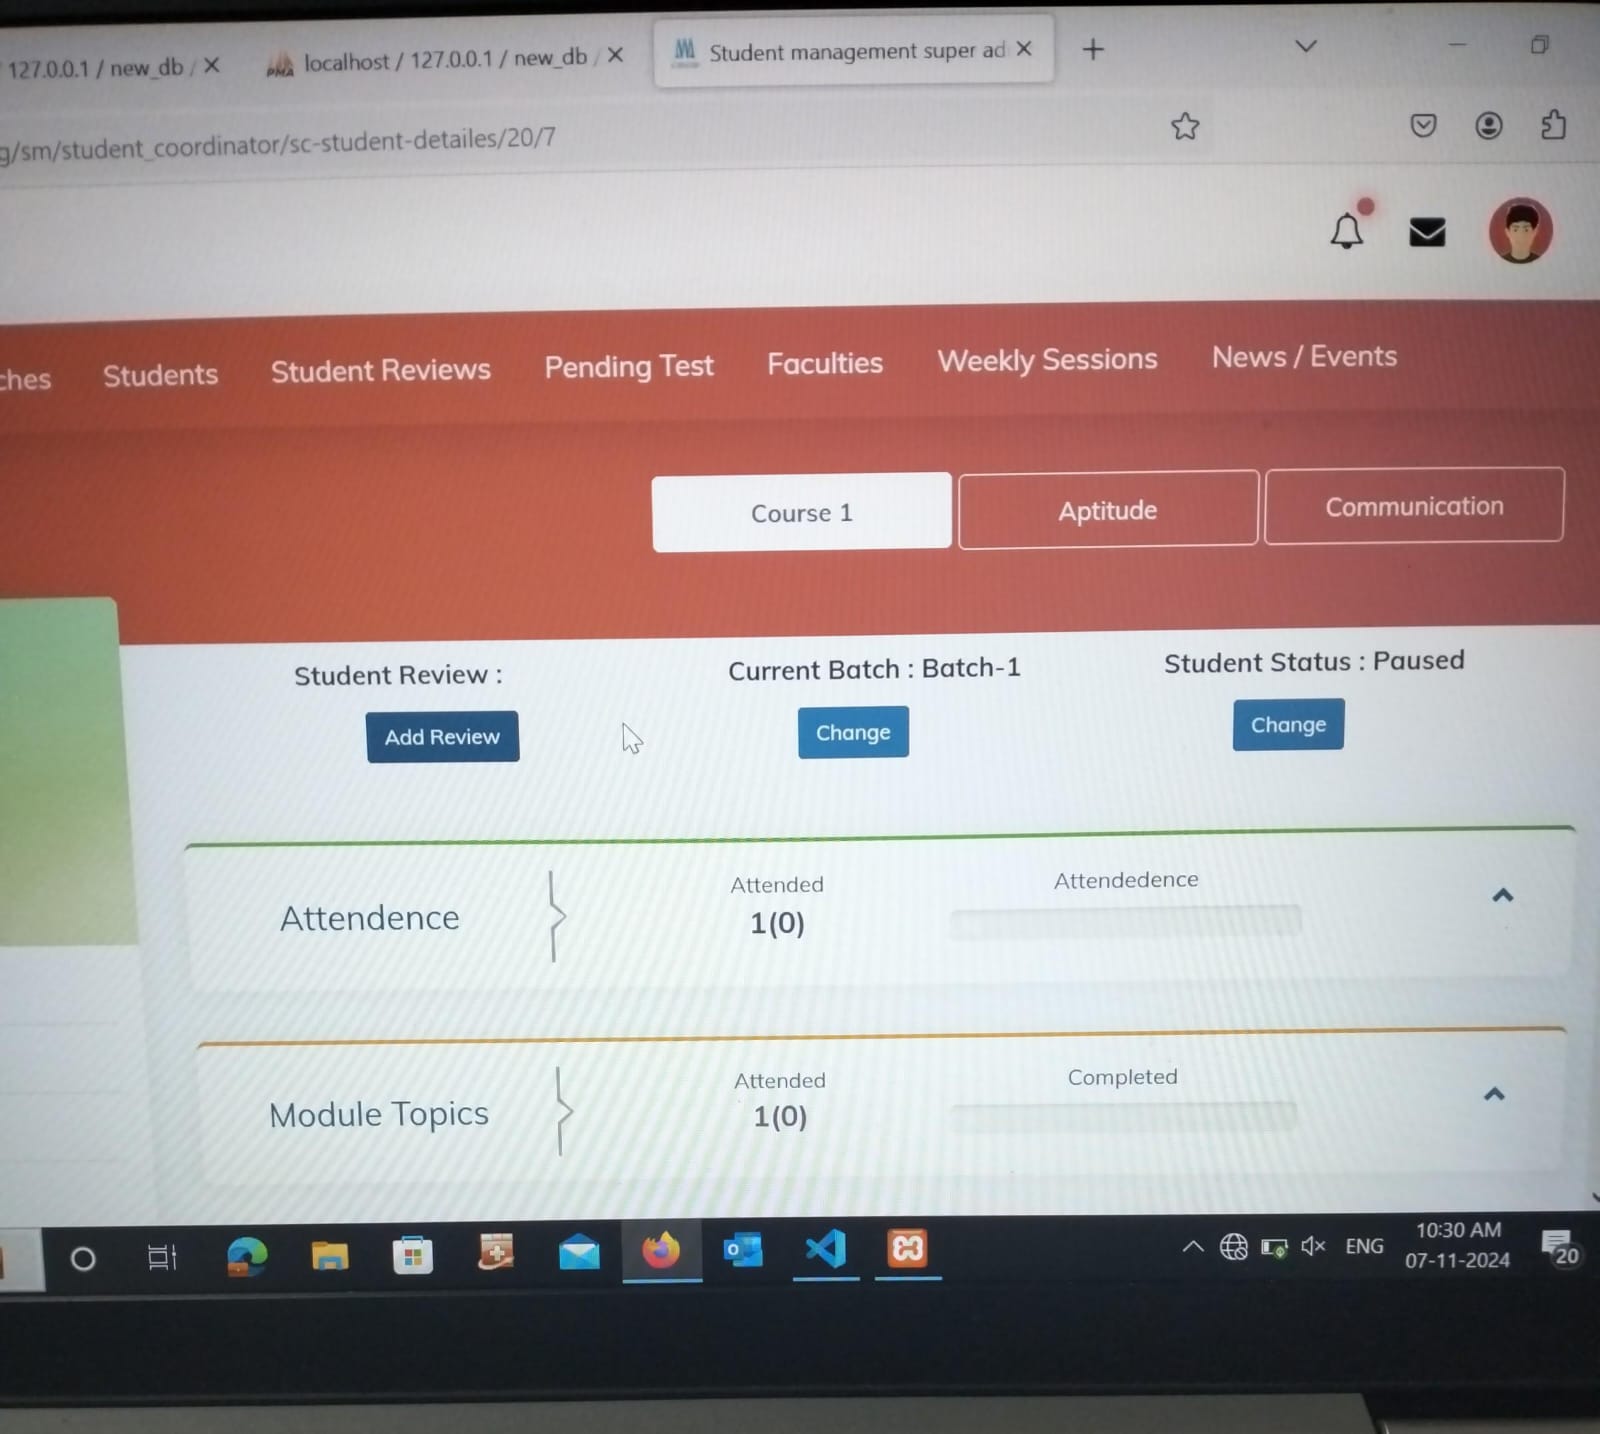 127.0.0.1 / new_db /
PMA localhost / 127.0.0.1 / new_db /
Student management super ad
g/sm/student_coordinator/sc-student-detailes/20/7
ches Students Student Reviews Pending Test Faculties Weekly Sessions News / Events
Course 1 Aptitude Communication
Student Review : Current Batch : Batch-1 Student Status : Paused
Add Review Change Change
Attended Attendedence
Attendence 1(0)
Attended Completed
Module Topics 1(0)
ENG 10:30 AM
07-11-2024 20